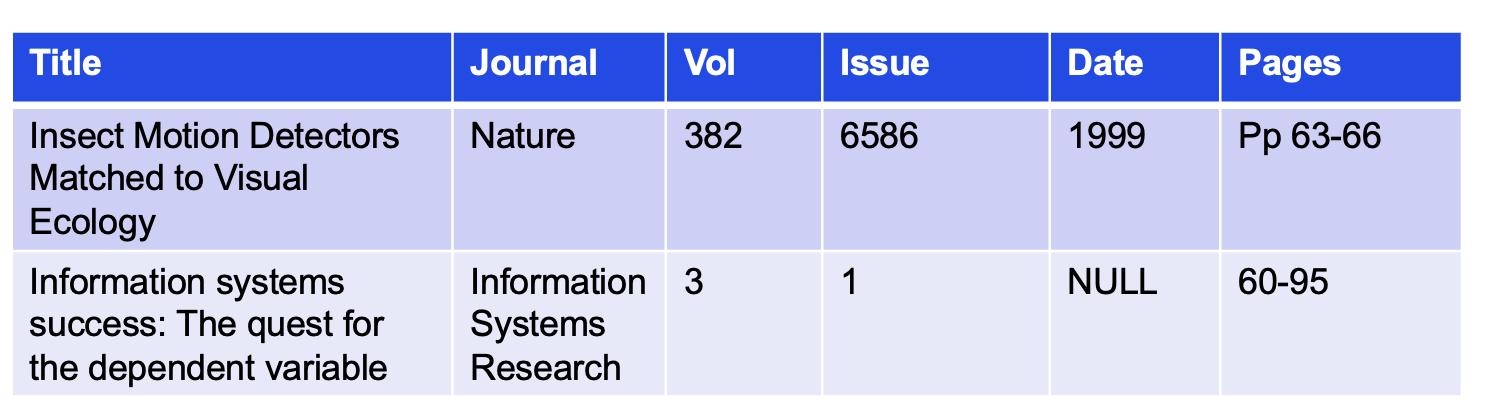 Title Journal Vol Issue Date Pages
Insect Motion Detectors Nature 382 6586 1999 Pp 63-66
Matched to Visual
Ecology
Information systems Information 3 1 NULL 60-95
success: The quest for Systems
the dependent variable Research